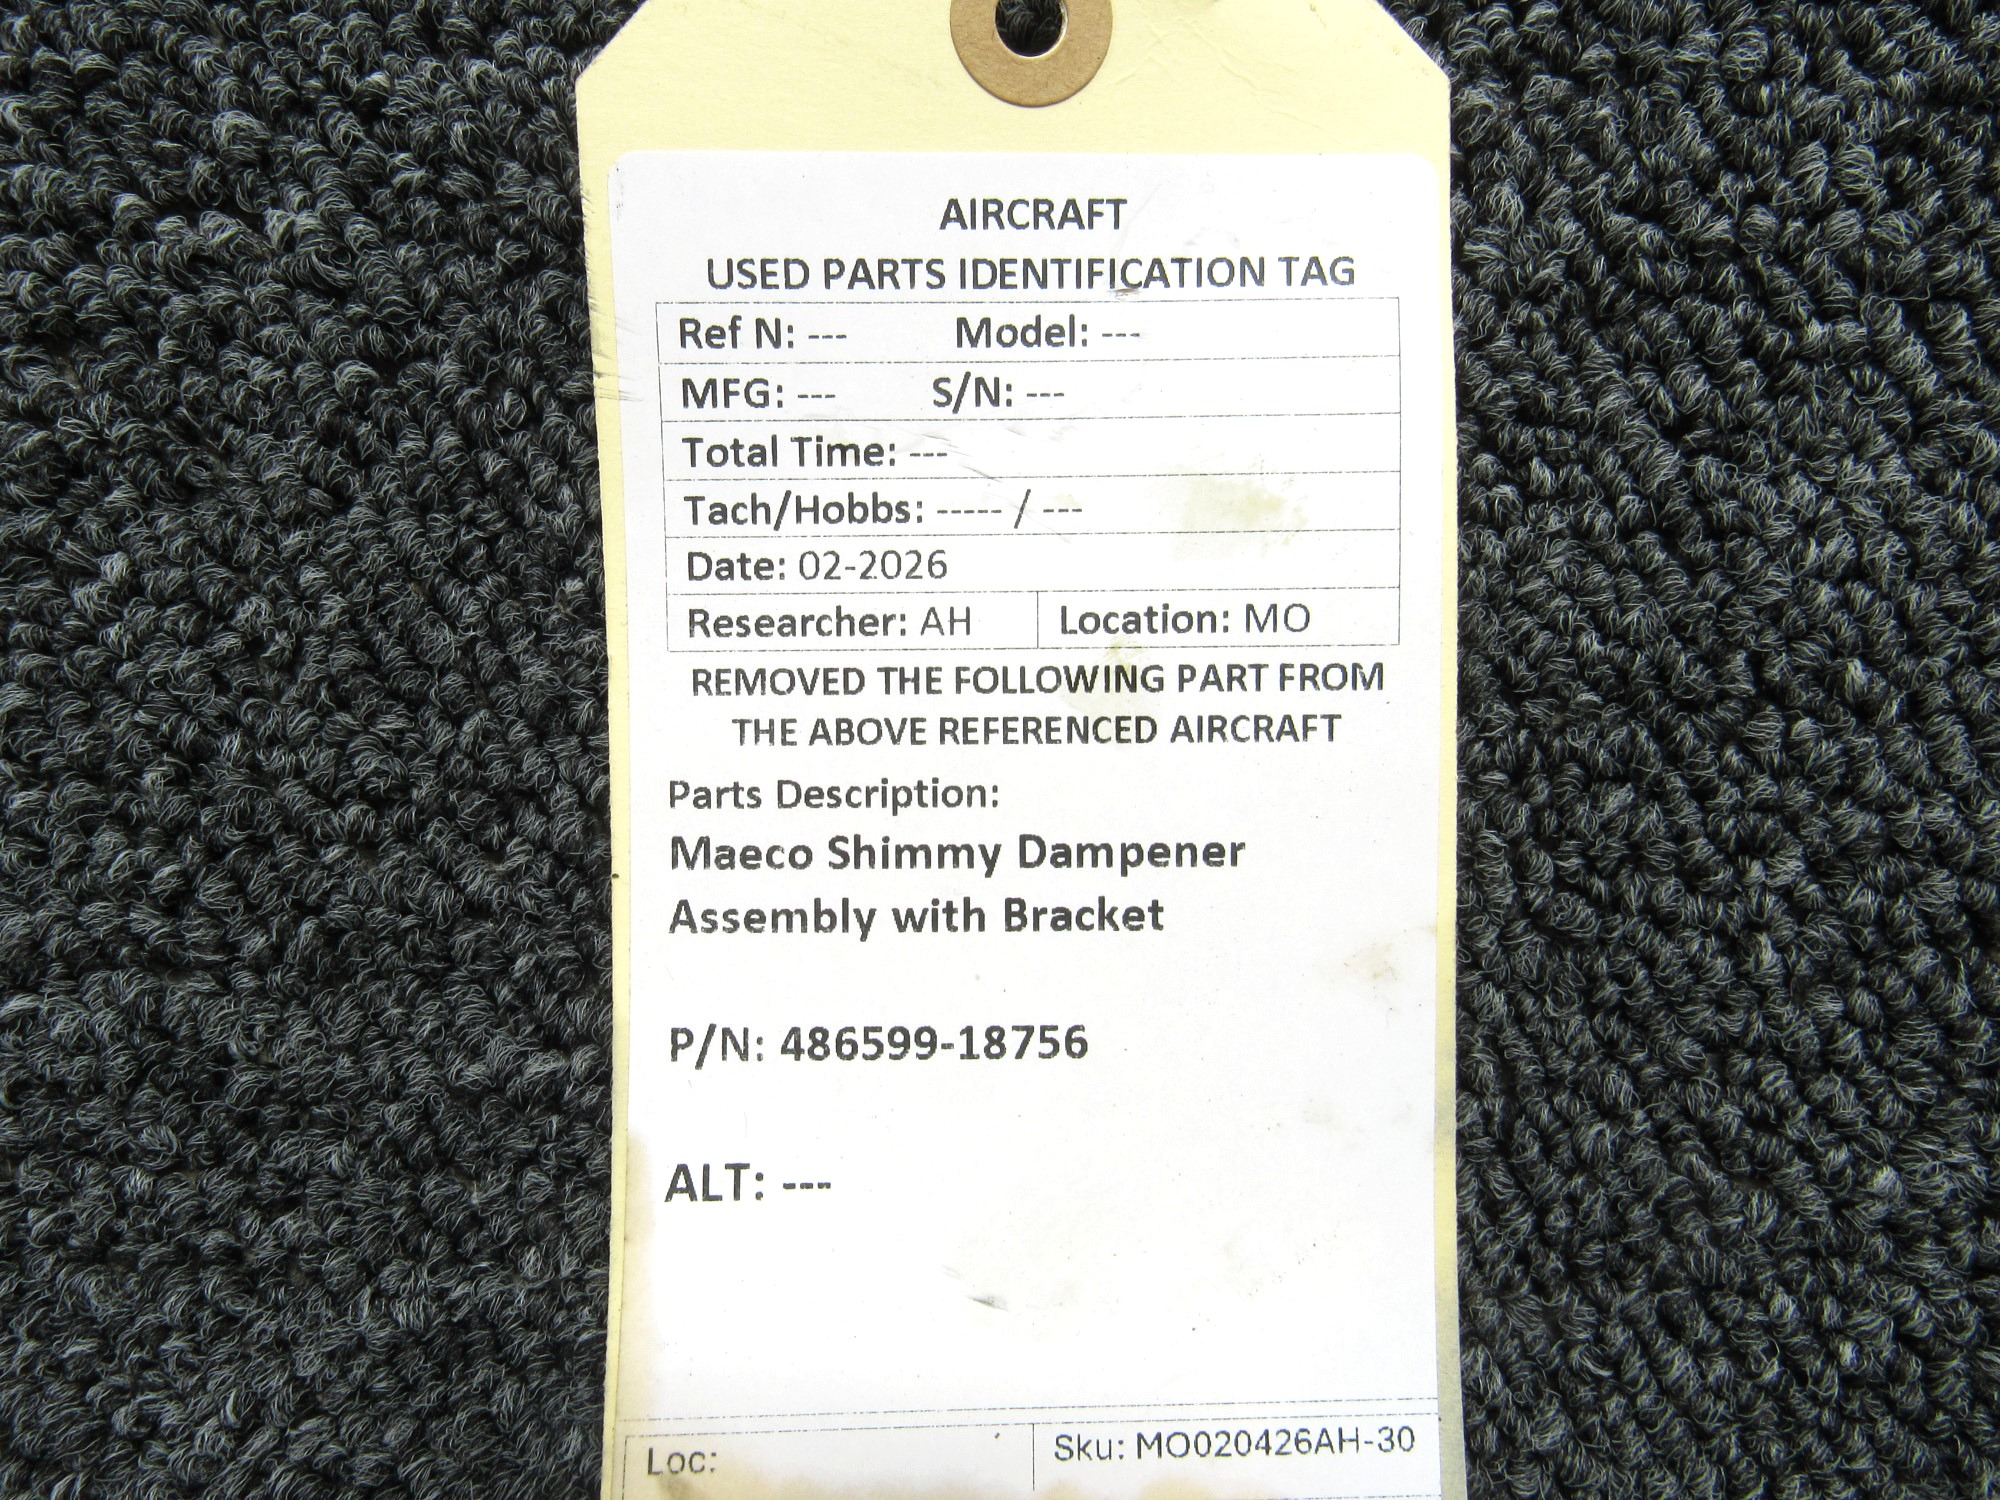 AIRCRAFT
USED PARTS IDENTIFICATION TAG
Ref N: --- Model: ---
MFG: --- S/N: ---
Total Time: ---
Tach/Hobbs: ----- / ---
Date: 02-2026
Researcher: AH Location: MO
REMOVED THE FOLLOWING PART FROM
THE ABOVE REFERENCED AIRCRAFT
Parts Description:
Maeco Shimmy Dampener
Assembly with Bracket
P/N: 486599-18756
ALT: ---
Loc: Sku: MO020426AH-30